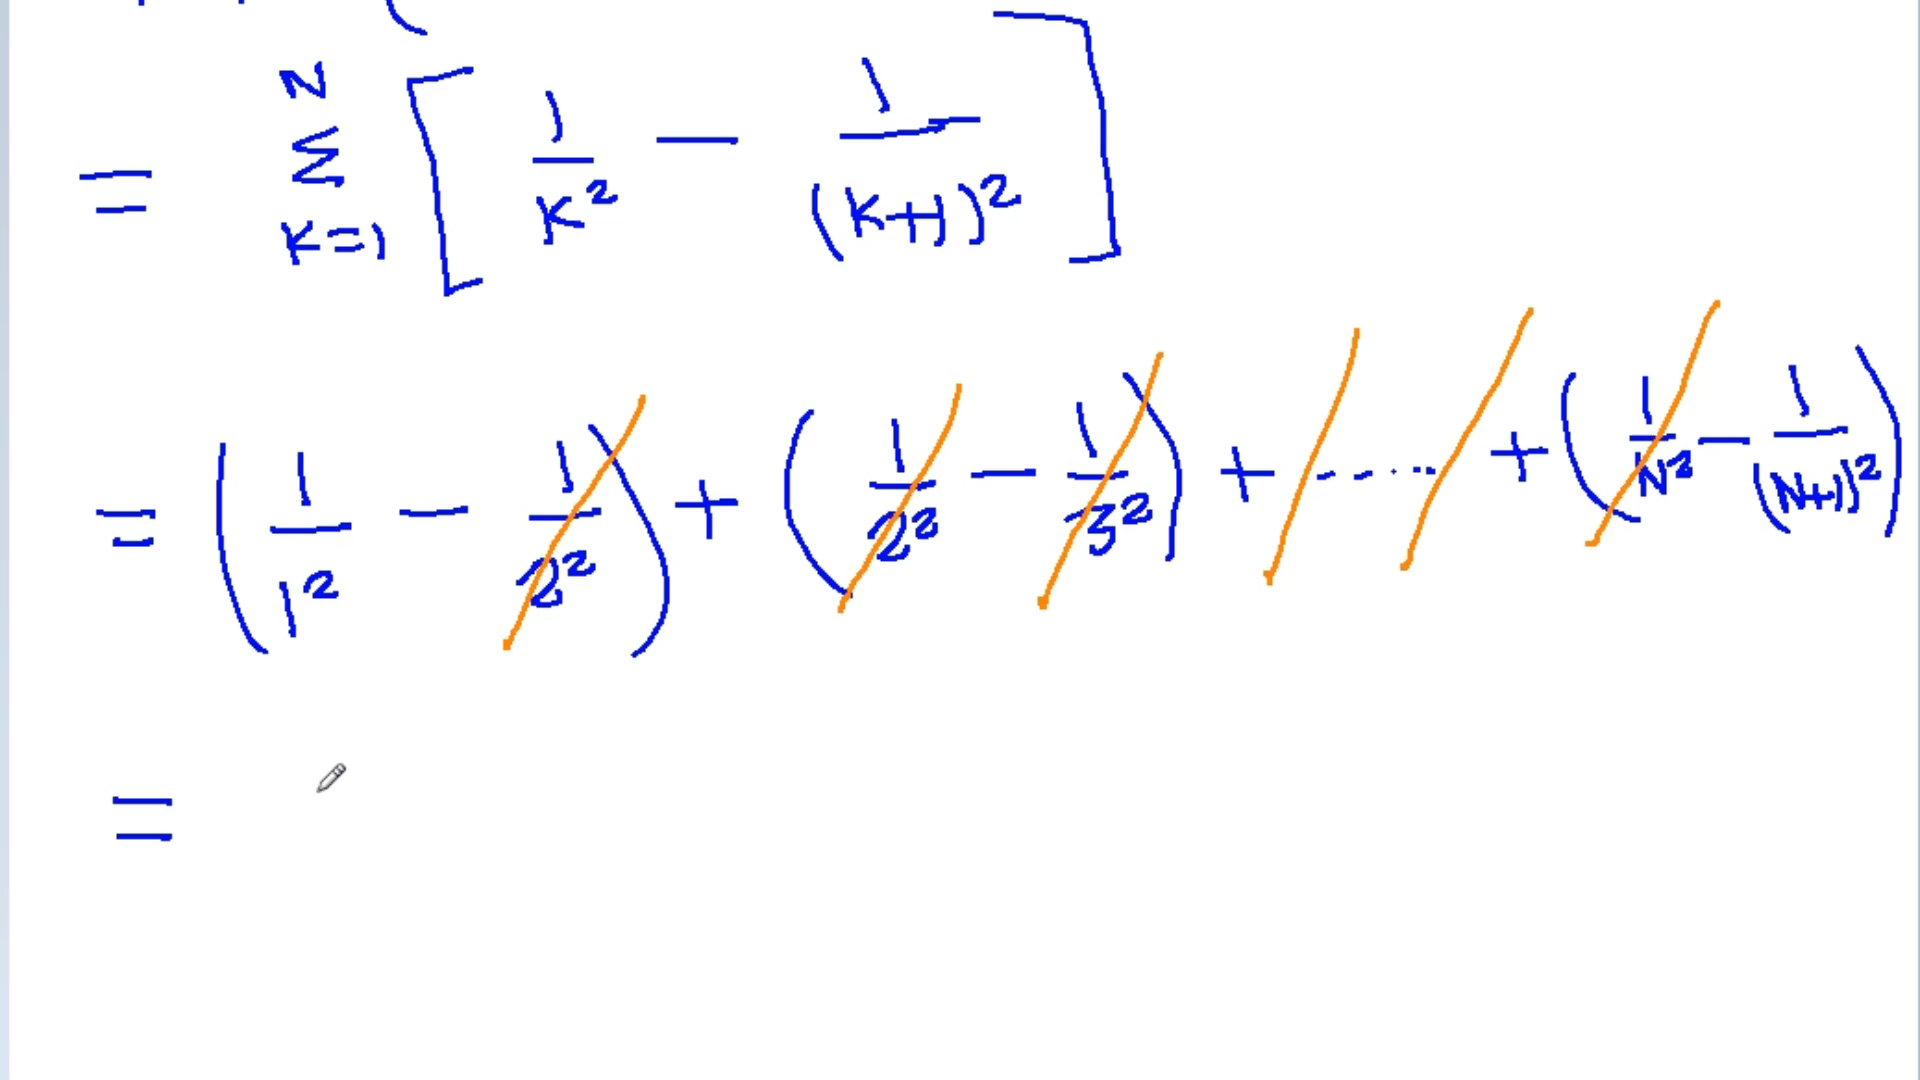 = N Σ K=1 [ 1/K² − 1/(K+1)² ]
= (1/1² − 1/2²) + (1/2² − 1/3²) + ...... + (1/N² − 1/(N+1)²)
=